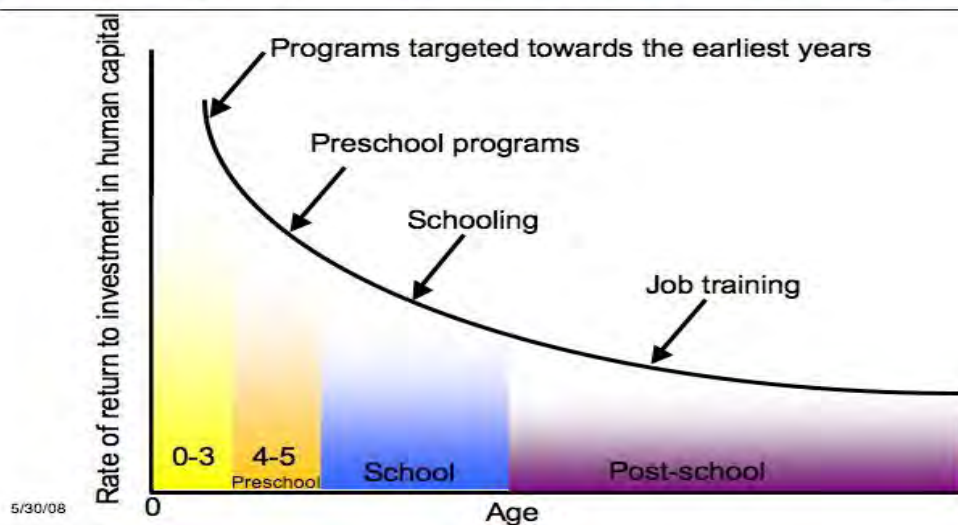 Rate of return to investment in human capital
Programs targeted towards the earliest years
Preschool programs
Schooling
Job training
0-3
4-5
Preschool
School
Post-school
0
Age
5/30/08